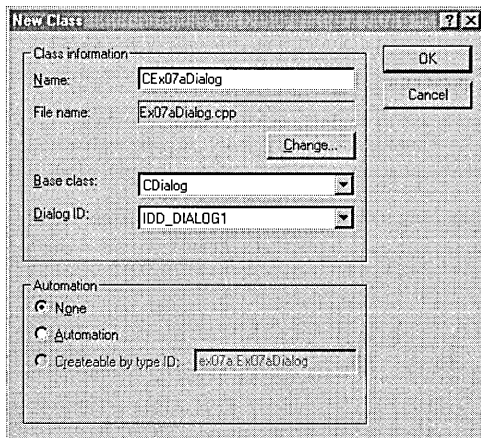 New Class
Class information
Name: CEx07aDialog
File name: Ex07aDialog.cpp
Change...
Base class: CDialog
Dialog ID: IDD_DIALOG1
OK
Cancel
Automation
None
Automation
Createable by type ID: ex07a.Ex07aDialog